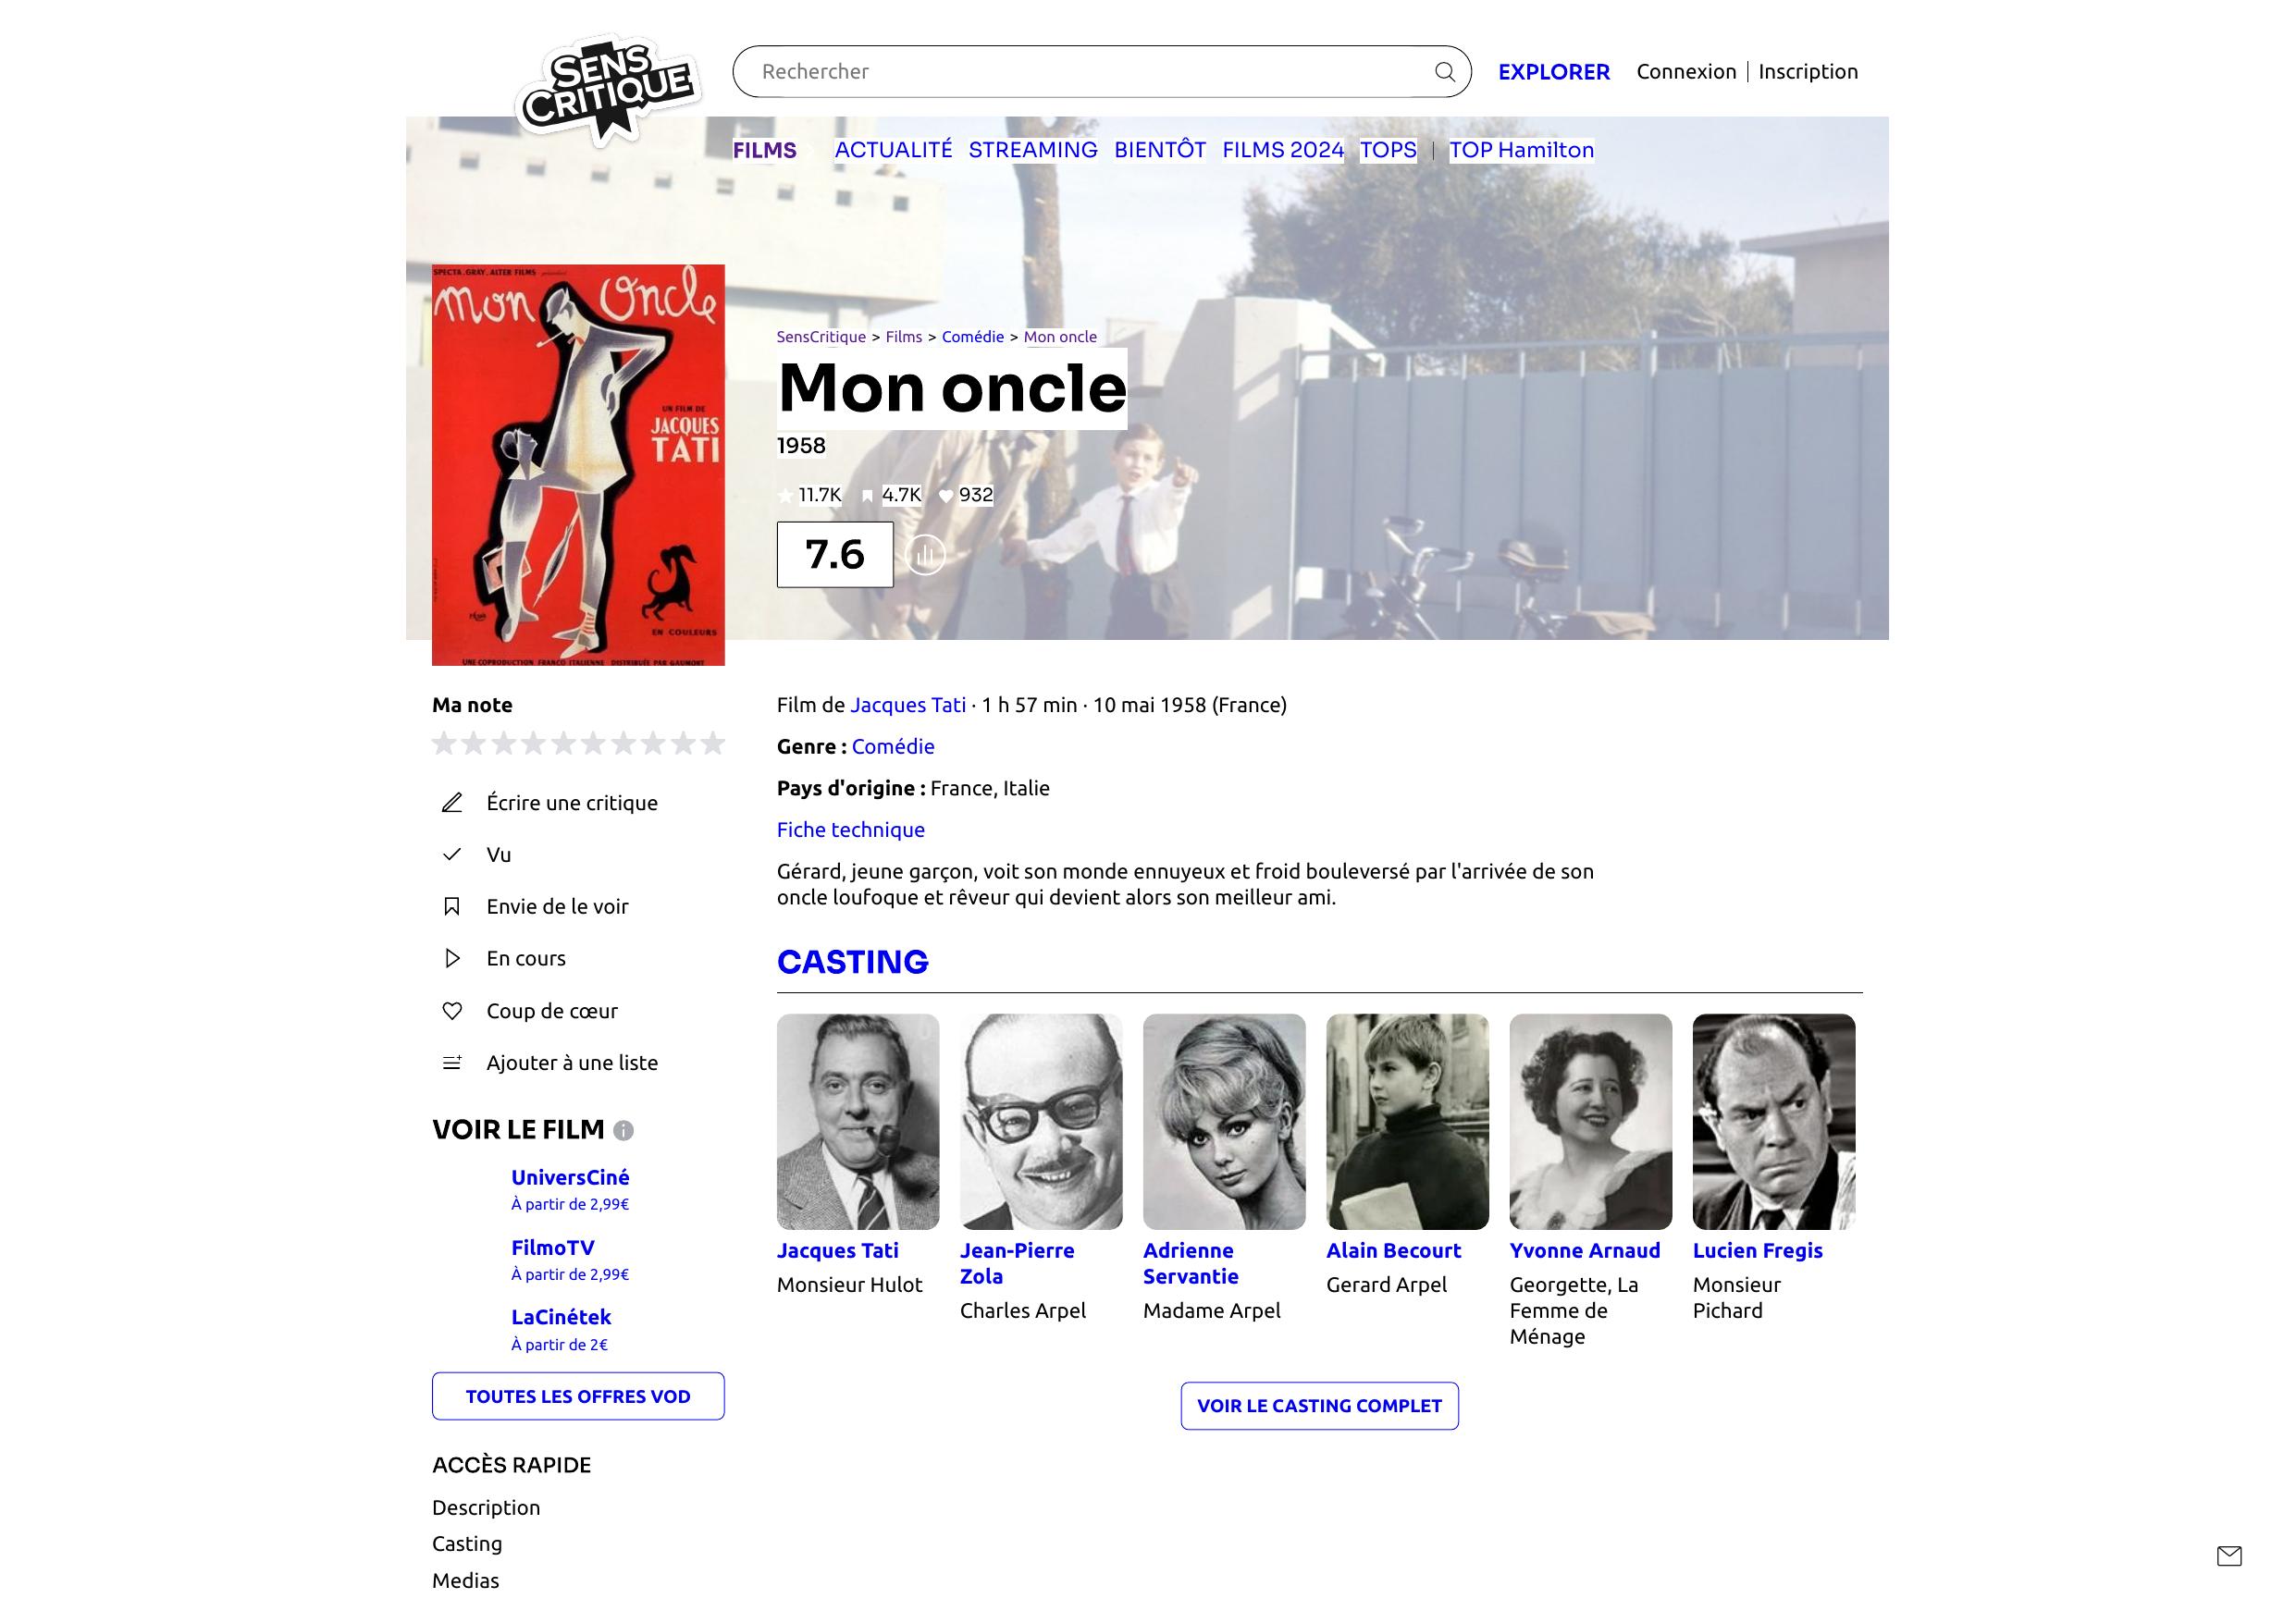 SENS
CRITIQUE
Rechercher
EXPLORER
Connexion | Inscription
FILMS
ACTUALITÉ STREAMING BIENTÔT FILMS 2024 TOPS | TOP Hamilton
SPECTA, GRAY, ALTER FILMS
mon oncle
UN FILM DE
JACQUES
TATI
EN COULEURS
UNE COPRODUCTION FRANCO ITALIENNE DISTRIBUÉE PAR GAUMONT
SensCritique > Films > Comédie > Mon oncle
Mon oncle
1958
11.7K 4.7K 932
7.6
Ma note
Écrire une critique
Vu
Envie de le voir
En cours
Coup de cœur
Ajouter à une liste
VOIR LE FILM
UniversCiné
À partir de 2,99€
FilmoTV
À partir de 2,99€
LaCinétek
À partir de 2€
TOUTES LES OFFRES VOD
ACCÈS RAPIDE
Description
Casting
Medias
Film de Jacques Tati · 1 h 57 min · 10 mai 1958 (France)
Genre : Comédie
Pays d'origine : France, Italie
Fiche technique
Gérard, jeune garçon, voit son monde ennuyeux et froid bouleversé par l'arrivée de son
oncle loufoque et rêveur qui devient alors son meilleur ami.
CASTING
Jacques Tati
Monsieur Hulot
Jean-Pierre
Zola
Charles Arpel
Adrienne
Servantie
Madame Arpel
Alain Becourt
Gerard Arpel
Yvonne Arnaud
Georgette, La
Femme de
Ménage
Lucien Fregis
Monsieur
Pichard
VOIR LE CASTING COMPLET